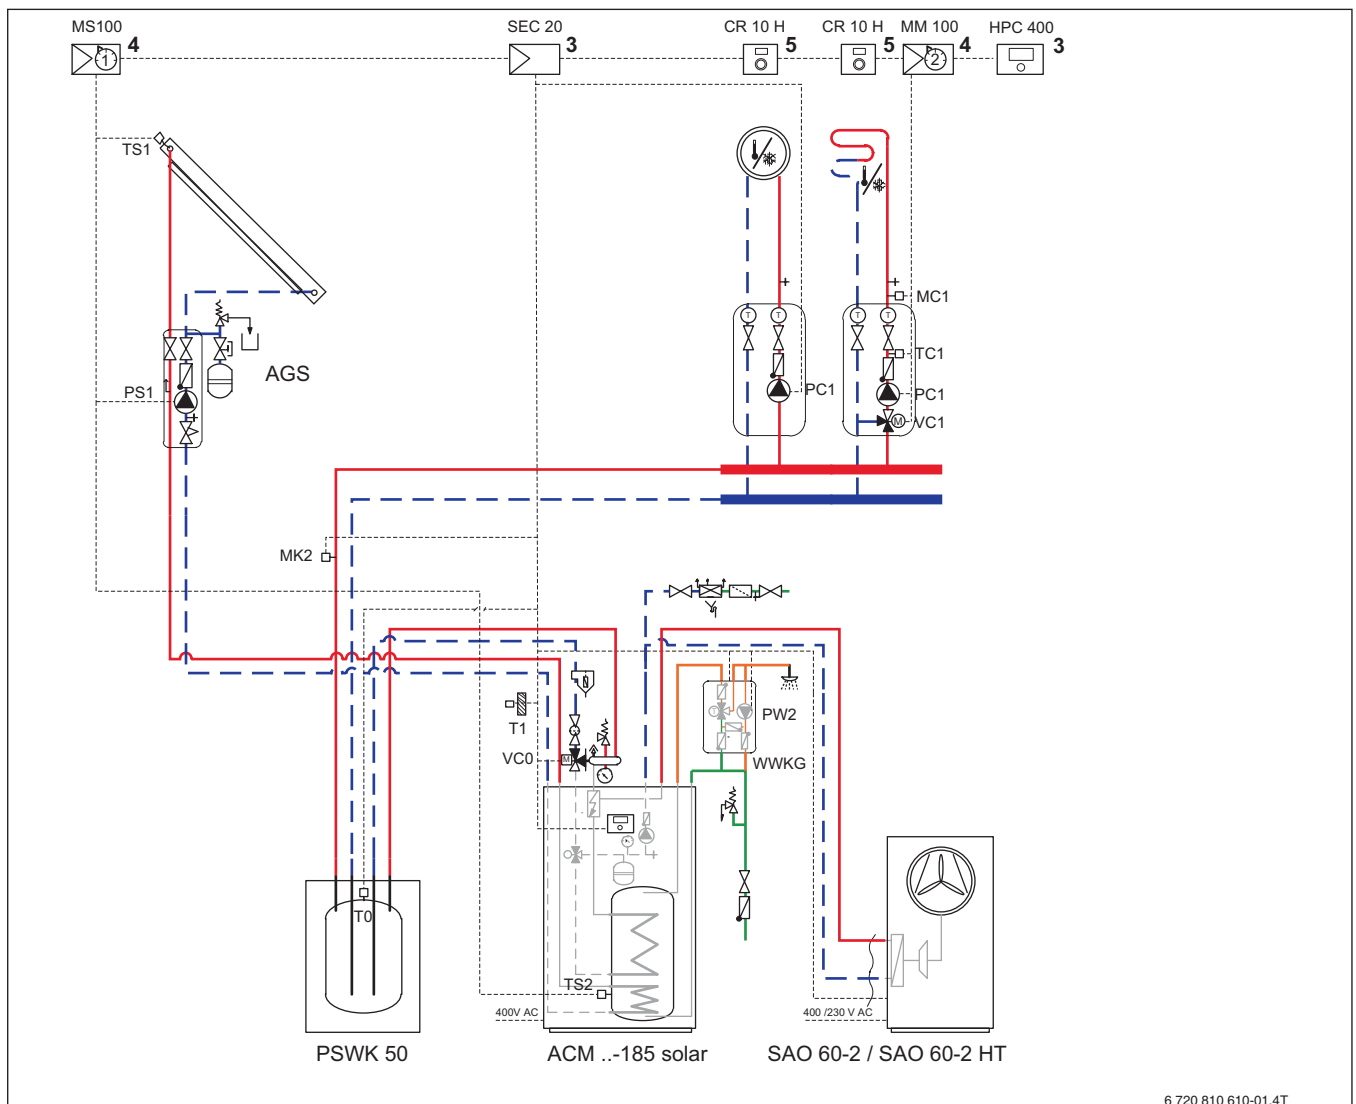 MS100
SEC 20
CR 10 H
CR 10 H
MM 100
HPC 400
4
3
5
5
4
3
1
2
TS1
MC1
T
T
T
T
TC1
AGS
PS1
PC1
PC1
M
VC1
MK2
T1
T
PW2
VC0
M
WWKG
T0
TS2
400V AC
400 /230 V AC
PSWK 50
ACM ..-185 solar
SAO 60-2 / SAO 60-2 HT
6 720 810 610-01.4T